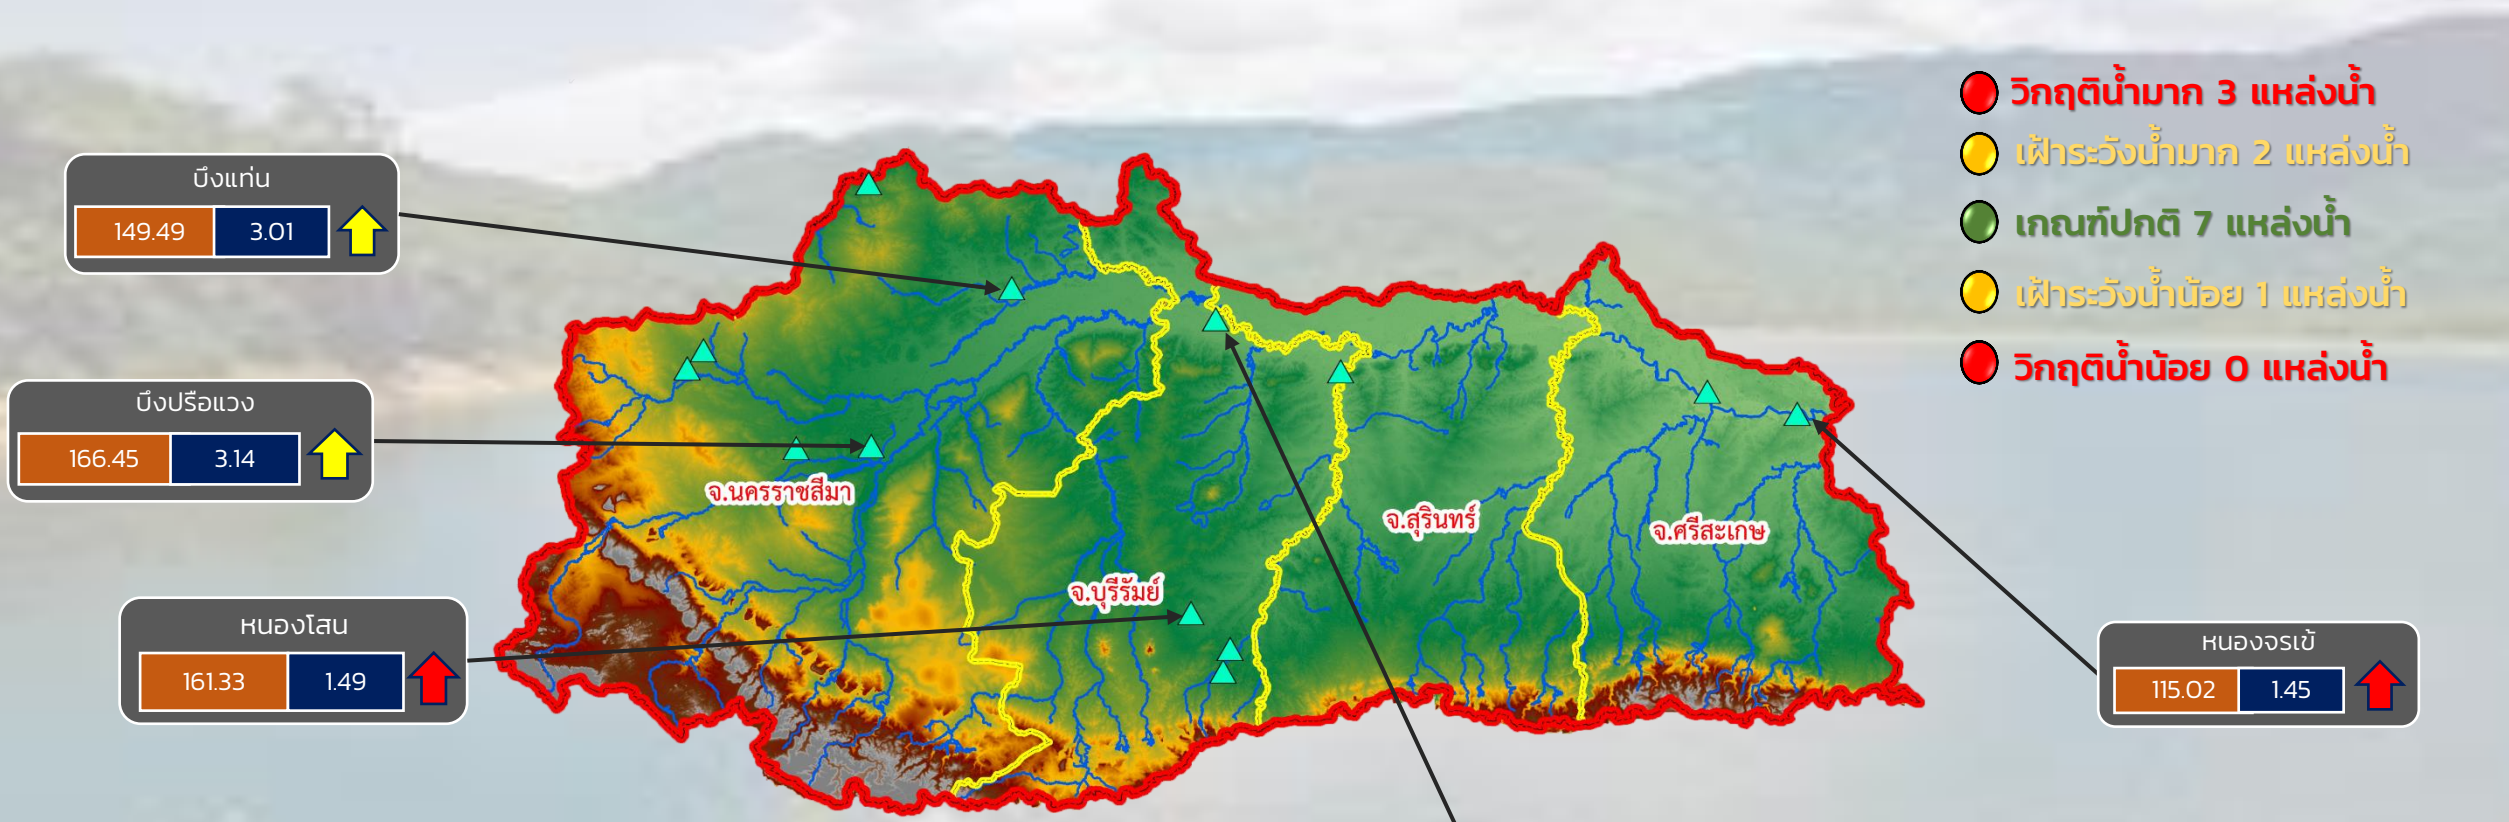 วิกฤติน้ำมาก 3 แหล่งน้ำ
เฝ้าระวังน้ำมาก 2 แหล่งน้ำ
เกณฑ์ปกติ 7 แหล่งน้ำ
เฝ้าระวังน้ำน้อย 1 แหล่งน้ำ
วิกฤติน้ำน้อย 0 แหล่งน้ำ
บึงแท่น
149.49 3.01
บึงปรือแวง
166.45 3.14
จ.นครราชสีมา
จ.สุรินทร์
จ.ศรีสะเกษ
จ.บุรีรัมย์
หนองโสน
161.33 1.49
หนองจรเข้
115.02 1.45